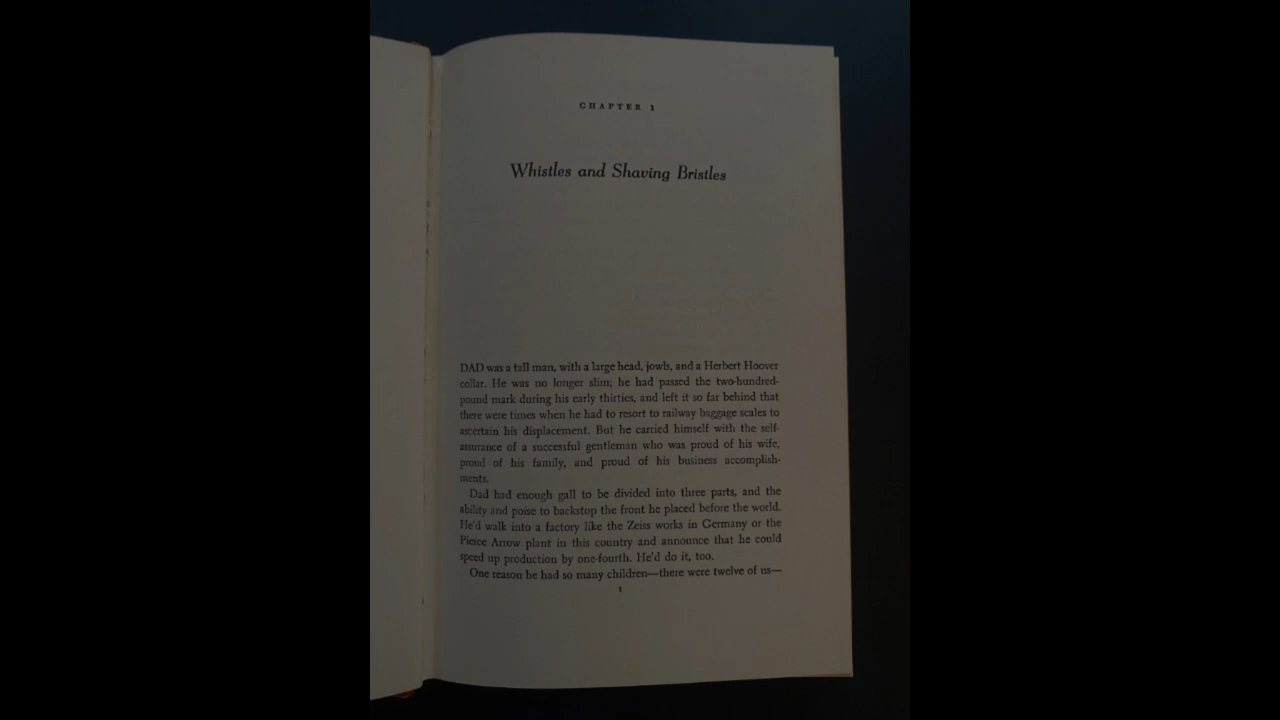 CHAPTER 1
Whistles and Shaving Bristles
DAD was a tall man, with a large head, jowls, and a Herbert Hoover
collar. He was no longer slim; he had passed the two-hundred-
pound mark during his early thirties, and left it so far behind that
there were times when he had to resort to railway baggage scales to
ascertain his displacement. But he carried himself with the self-
assurance of a successful gentleman who was proud of his wife,
proud of his family, and proud of his business accomplish-
ments.
Dad had enough gall to be divided into three parts, and the
ability and poise to backstop the front he placed before the world.
He'd walk into a factory like the Zeiss works in Germany or the
Pierce Arrow plant in this country and announce that he could
speed up production by one-fourth. He'd do it, too.
One reason he had so many children—there were twelve of us—
1